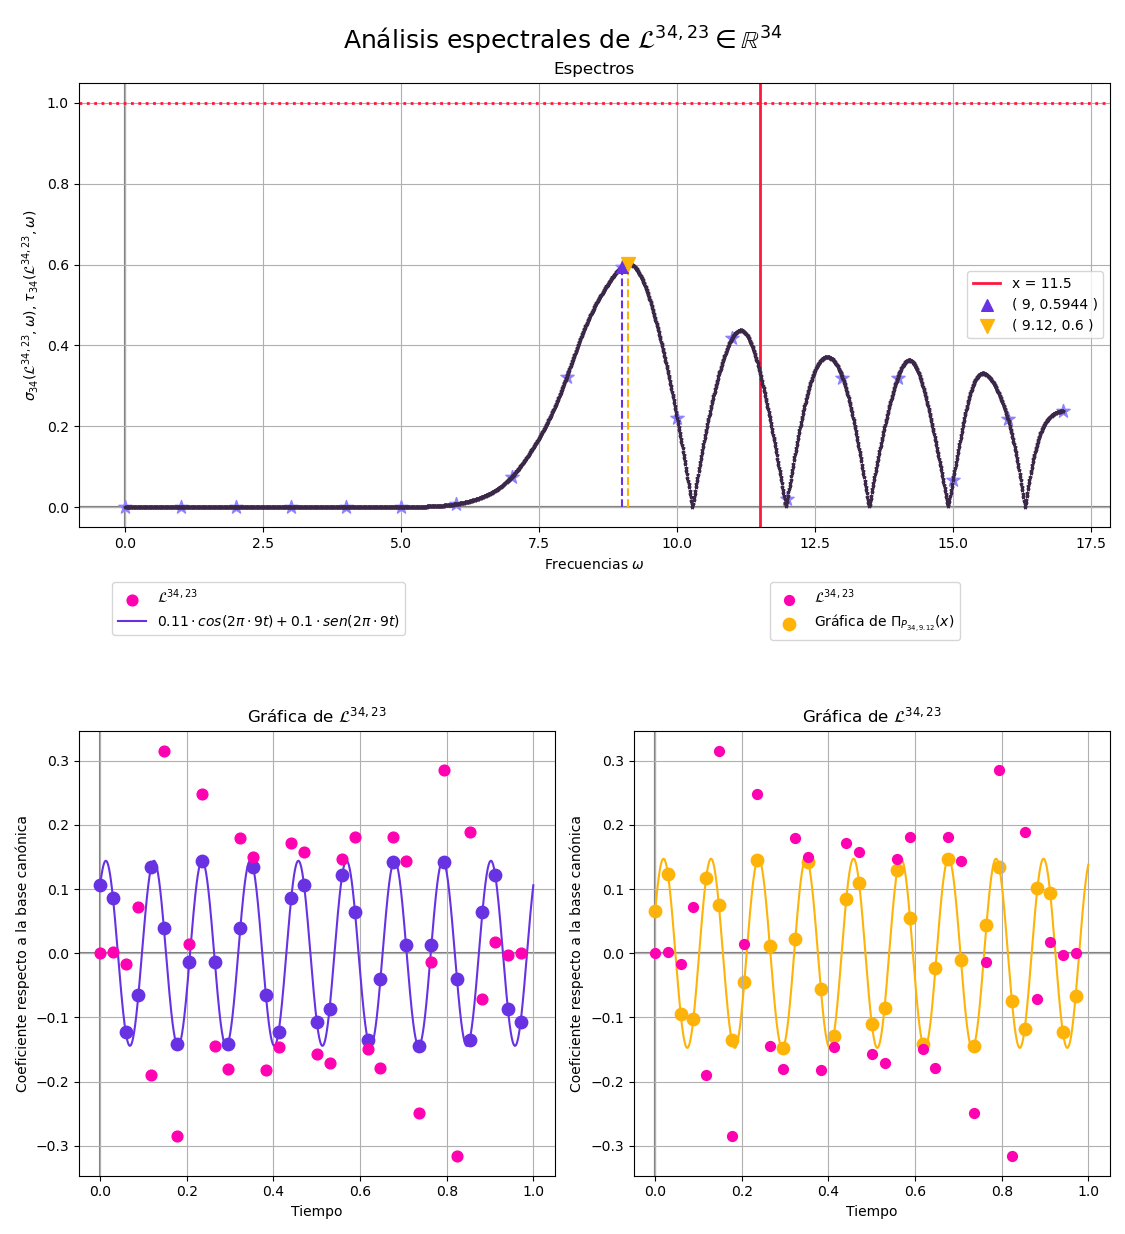 Análisis espectrales de ℒ^{34, 23} ∈ ℝ^{34}
Espectros
σ_{34}(ℒ^{34, 23}, ω), τ_{34}(ℒ^{34, 23}, ω)
1.0
0.8
0.6
0.4
0.2
0.0
x = 11.5
( 9, 0.5944 )
( 9.12, 0.6 )
0.0 2.5 5.0 7.5 10.0 12.5 15.0 17.5
Frecuencias ω
ℒ^{34, 23}
0.11 · cos(2π · 9t) + 0.1 · sen(2π · 9t)
ℒ^{34, 23}
Gráfica de Π_{P_{34, 9.12}}(x)
Gráfica de ℒ^{34, 23}
Coeficiente respecto a la base canónica
0.3
0.2
0.1
0.0
−0.1
−0.2
−0.3
0.0 0.2 0.4 0.6 0.8 1.0
Tiempo
Gráfica de ℒ^{34, 23}
Coeficiente respecto a la base canónica
0.3
0.2
0.1
0.0
−0.1
−0.2
−0.3
0.0 0.2 0.4 0.6 0.8 1.0
Tiempo